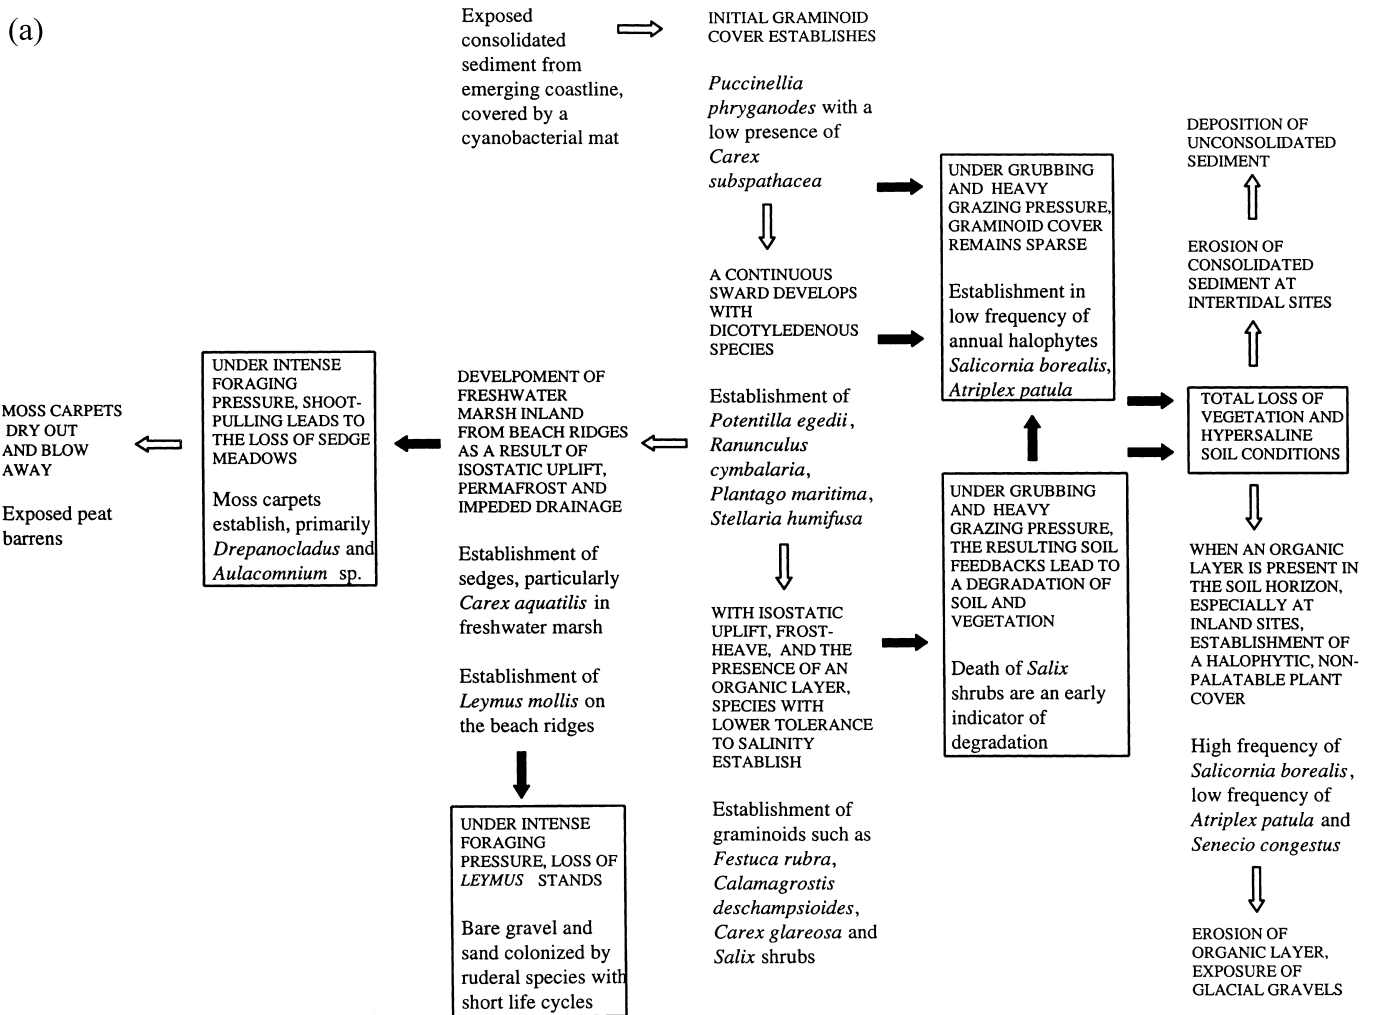 (a)
Exposed
consolidated
sediment from
emerging coastline,
covered by a
cyanobacterial mat
INITIAL GRAMINOID
COVER ESTABLISHES
Puccinellia
phryganodes with a
low presence of
Carex
subspathacea
A CONTINUOUS
SWARD DEVELOPS
WITH
DICOTYLEDENOUS
SPECIES
Establishment of
Potentilla egedii,
Ranunculus
cymbalaria,
Plantago maritima,
Stellaria humifusa
WITH ISOSTATIC
UPLIFT, FROST-
HEAVE, AND THE
PRESENCE OF AN
ORGANIC LAYER,
SPECIES WITH
LOWER TOLERANCE
TO SALINITY
ESTABLISH
Establishment of
graminoids such as
Festuca rubra,
Calamagrostis
deschampsioides,
Carex glareosa and
Salix shrubs
DEVELPOMENT OF
FRESHWATER
MARSH INLAND
FROM BEACH RIDGES
AS A RESULT OF
ISOSTATIC UPLIFT,
PERMAFROST AND
IMPEDED DRAINAGE
Establishment of
sedges, particularly
Carex aquatilis in
freshwater marsh
Establishment of
Leymus mollis on
the beach ridges
UNDER INTENSE
FORAGING
PRESSURE, LOSS OF
LEYMUS STANDS
Bare gravel and
sand colonized by
ruderal species with
short life cycles
UNDER INTENSE
FORAGING
PRESSURE, SHOOT-
PULLING LEADS TO
THE LOSS OF SEDGE
MEADOWS
Moss carpets
establish, primarily
Drepanocladus and
Aulacomnium sp.
MOSS CARPETS
DRY OUT
AND BLOW
AWAY
Exposed peat
barrens
UNDER GRUBBING
AND HEAVY
GRAZING PRESSURE,
GRAMINOID COVER
REMAINS SPARSE
Establishment in
low frequency of
annual halophytes
Salicornia borealis,
Atriplex patula
UNDER GRUBBING
AND HEAVY
GRAZING PRESSURE,
THE RESULTING SOIL
FEEDBACKS LEAD TO
A DEGRADATION OF
SOIL AND
VEGETATION
Death of Salix
shrubs are an early
indicator of
degradation
DEPOSITION OF
UNCONSOLIDATED
SEDIMENT
EROSION OF
CONSOLIDATED
SEDIMENT AT
INTERTIDAL SITES
TOTAL LOSS OF
VEGETATION AND
HYPERSALINE
SOIL CONDITIONS
WHEN AN ORGANIC
LAYER IS PRESENT IN
THE SOIL HORIZON,
ESPECIALLY AT
INLAND SITES,
ESTABLISHMENT OF
A HALOPHYTIC, NON-
PALATABLE PLANT
COVER
High frequency of
Salicornia borealis,
low frequency of
Atriplex patula and
Senecio congestus
EROSION OF
ORGANIC LAYER,
EXPOSURE OF
GLACIAL GRAVELS